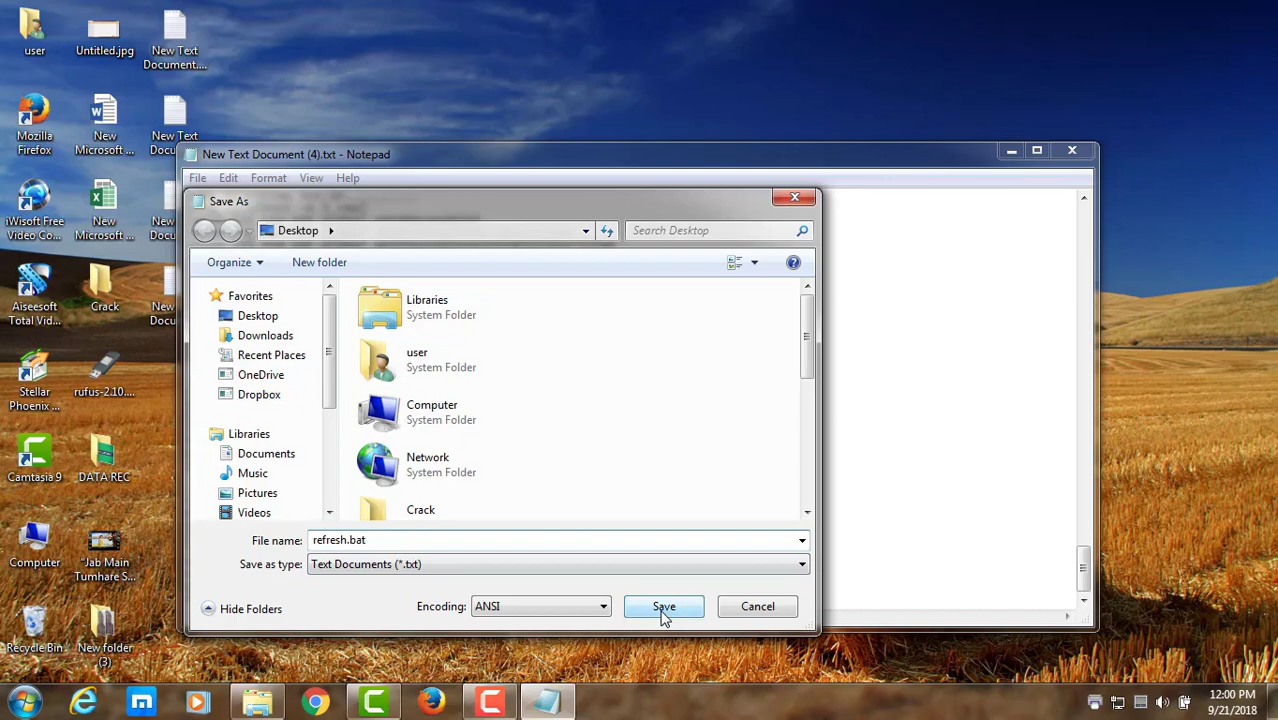 user
Untitled.jpg
New Text
Document....
Mozilla
Firefox
New
Microsoft ...
New Text
Docu
iWisoft Free
Video Co...
New
Microsoft ...
N
Docu
Aiseesoft
Total Vid...
Crack
N
Docu
Stellar
Phoenix ...
rufus-2.10....
Camtasia 9
DATA REC
Computer
"Jab Main
Tumhare S...
Recycle Bin
New folder
(3)
New Text Document (4).txt - Notepad
File Edit Format View Help
Save As
Desktop
Search Desktop
Organize
New folder
Favorites
Desktop
Downloads
Recent Places
OneDrive
Dropbox
Libraries
Documents
Music
Pictures
Videos
Libraries
System Folder
user
System Folder
Computer
System Folder
Network
System Folder
Crack
File name: refresh.bat
Save as type: Text Documents (*.txt)
Hide Folders
Encoding: ANSI
Save
Cancel
12:00 PM
9/21/2018